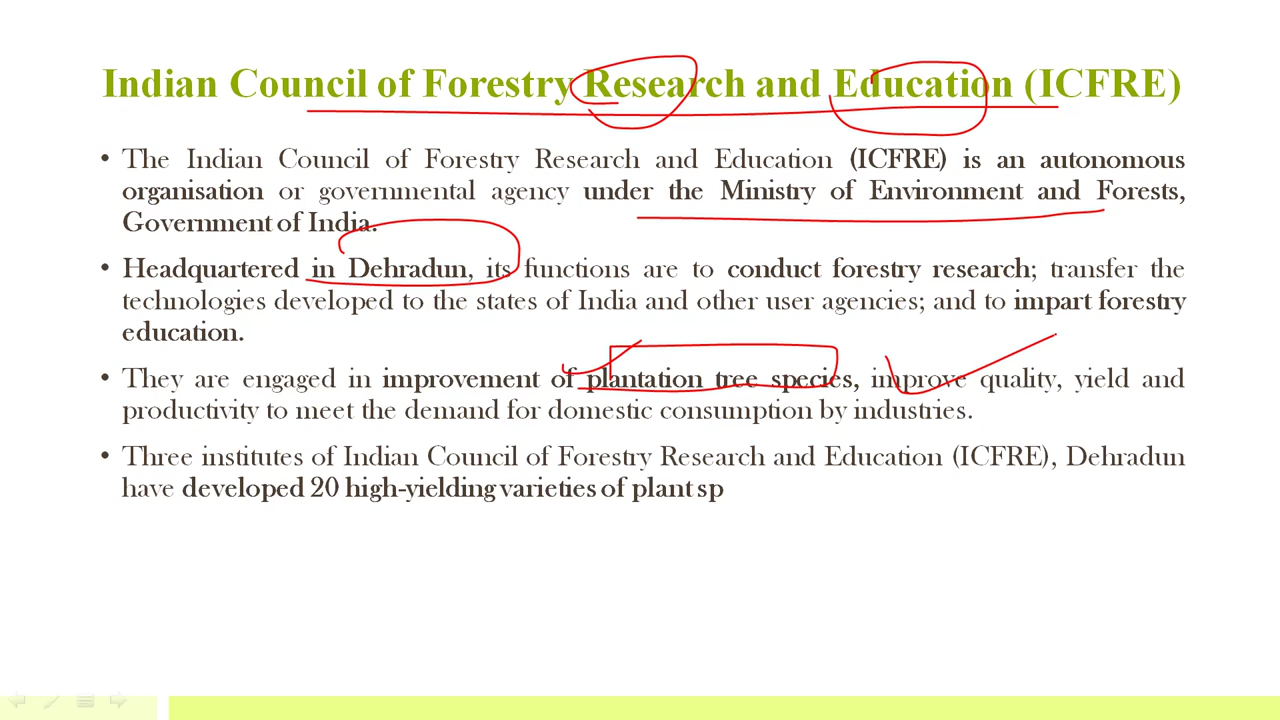 Indian Council of Forestry Research and Education (ICFRE)
• The Indian Council of Forestry Research and Education (ICFRE) is an autonomous
organisation or governmental agency under the Ministry of Environment and Forests,
Government of India.
• Headquartered in Dehradun, its functions are to conduct forestry research; transfer the
technologies developed to the states of India and other user agencies; and to impart forestry
education.
• They are engaged in improvement of plantation tree species, improve quality, yield and
productivity to meet the demand for domestic consumption by industries.
• Three institutes of Indian Council of Forestry Research and Education (ICFRE), Dehradun
have developed 20 high-yielding varieties of plant sp